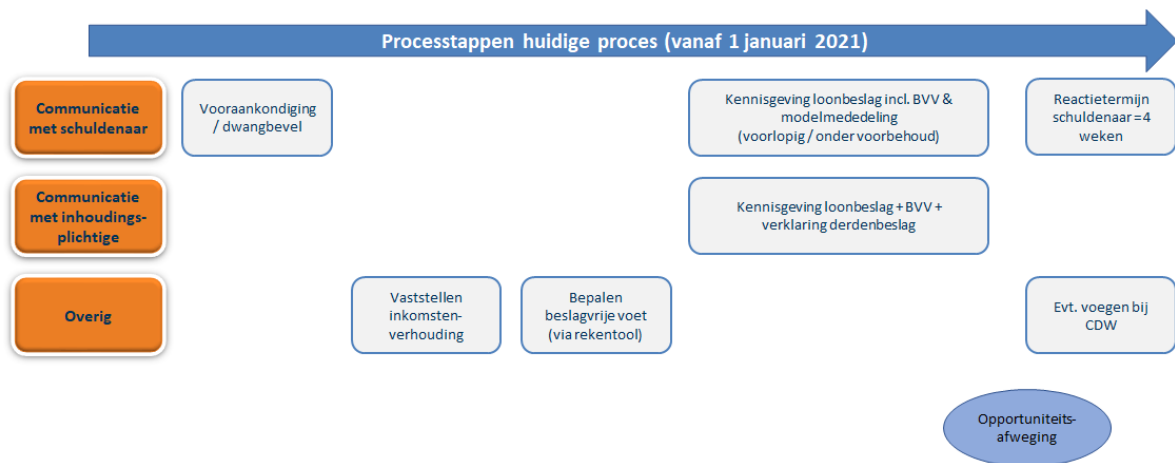 Processtappen huidige proces (vanaf 1 januari 2021)
Communicatie
met schuldenaar
Vooraankondiging
/ dwangbevel
Kennisgeving loonbeslag incl. BVV &
modelmededeling
(voorlopig / onder voorbehoud)
Reactietermijn
schuldenaar = 4
weken
Communicatie
met inhoudings-
plichtige
Kennisgeving loonbeslag + BVV +
verklaring derdenbeslag
Overig
Vaststellen
inkomsten-
verhouding
Bepalen
beslagvrije voet
(via rekentool)
Evt. voegen bij
CDW
Opportuniteits-
afweging